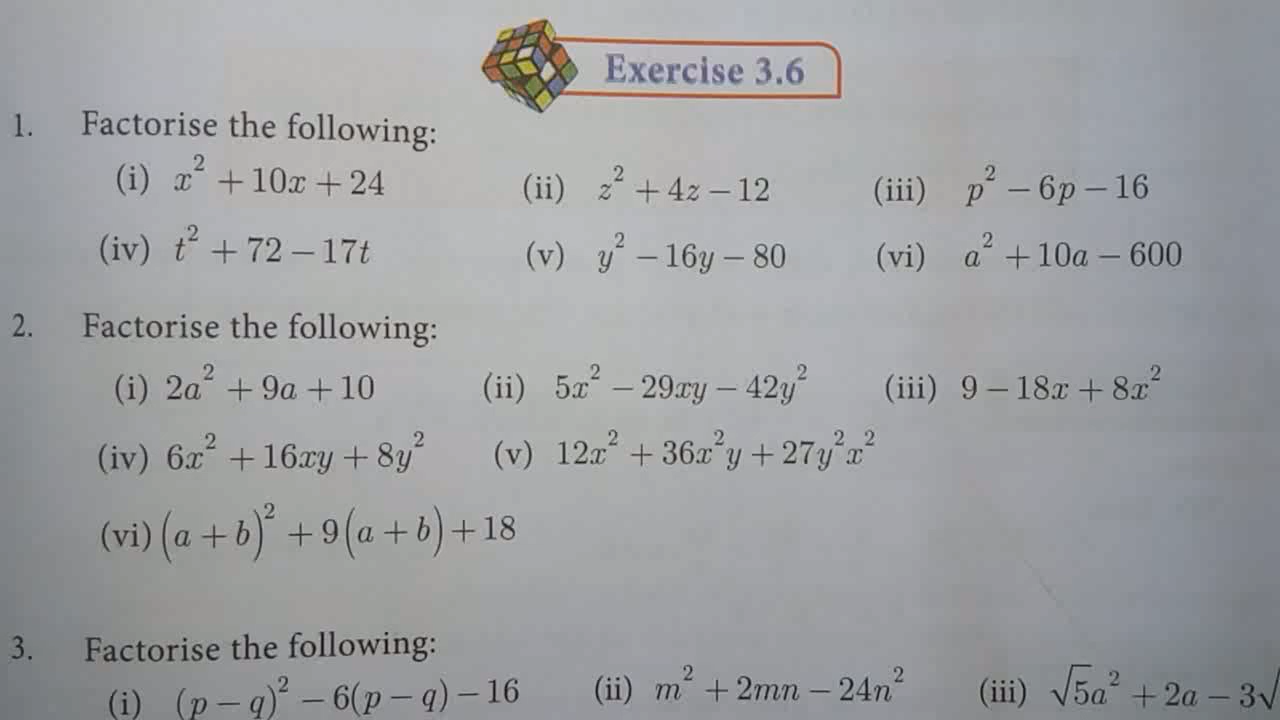 Exercise 3.6
1. Factorise the following:
(i) x² + 10x + 24 (ii) z² + 4z − 12 (iii) p² − 6p − 16
(iv) t² + 72 − 17t (v) y² − 16y − 80 (vi) a² + 10a − 600
2. Factorise the following:
(i) 2a² + 9a + 10 (ii) 5x² − 29xy − 42y² (iii) 9 − 18x + 8x²
(iv) 6x² + 16xy + 8y² (v) 12x² + 36x²y + 27y²x²
(vi) (a + b)² + 9(a + b) + 18
3. Factorise the following:
(i) (p − q)² − 6(p − q) − 16 (ii) m² + 2mn − 24n² (iii) √5a² + 2a − 3√